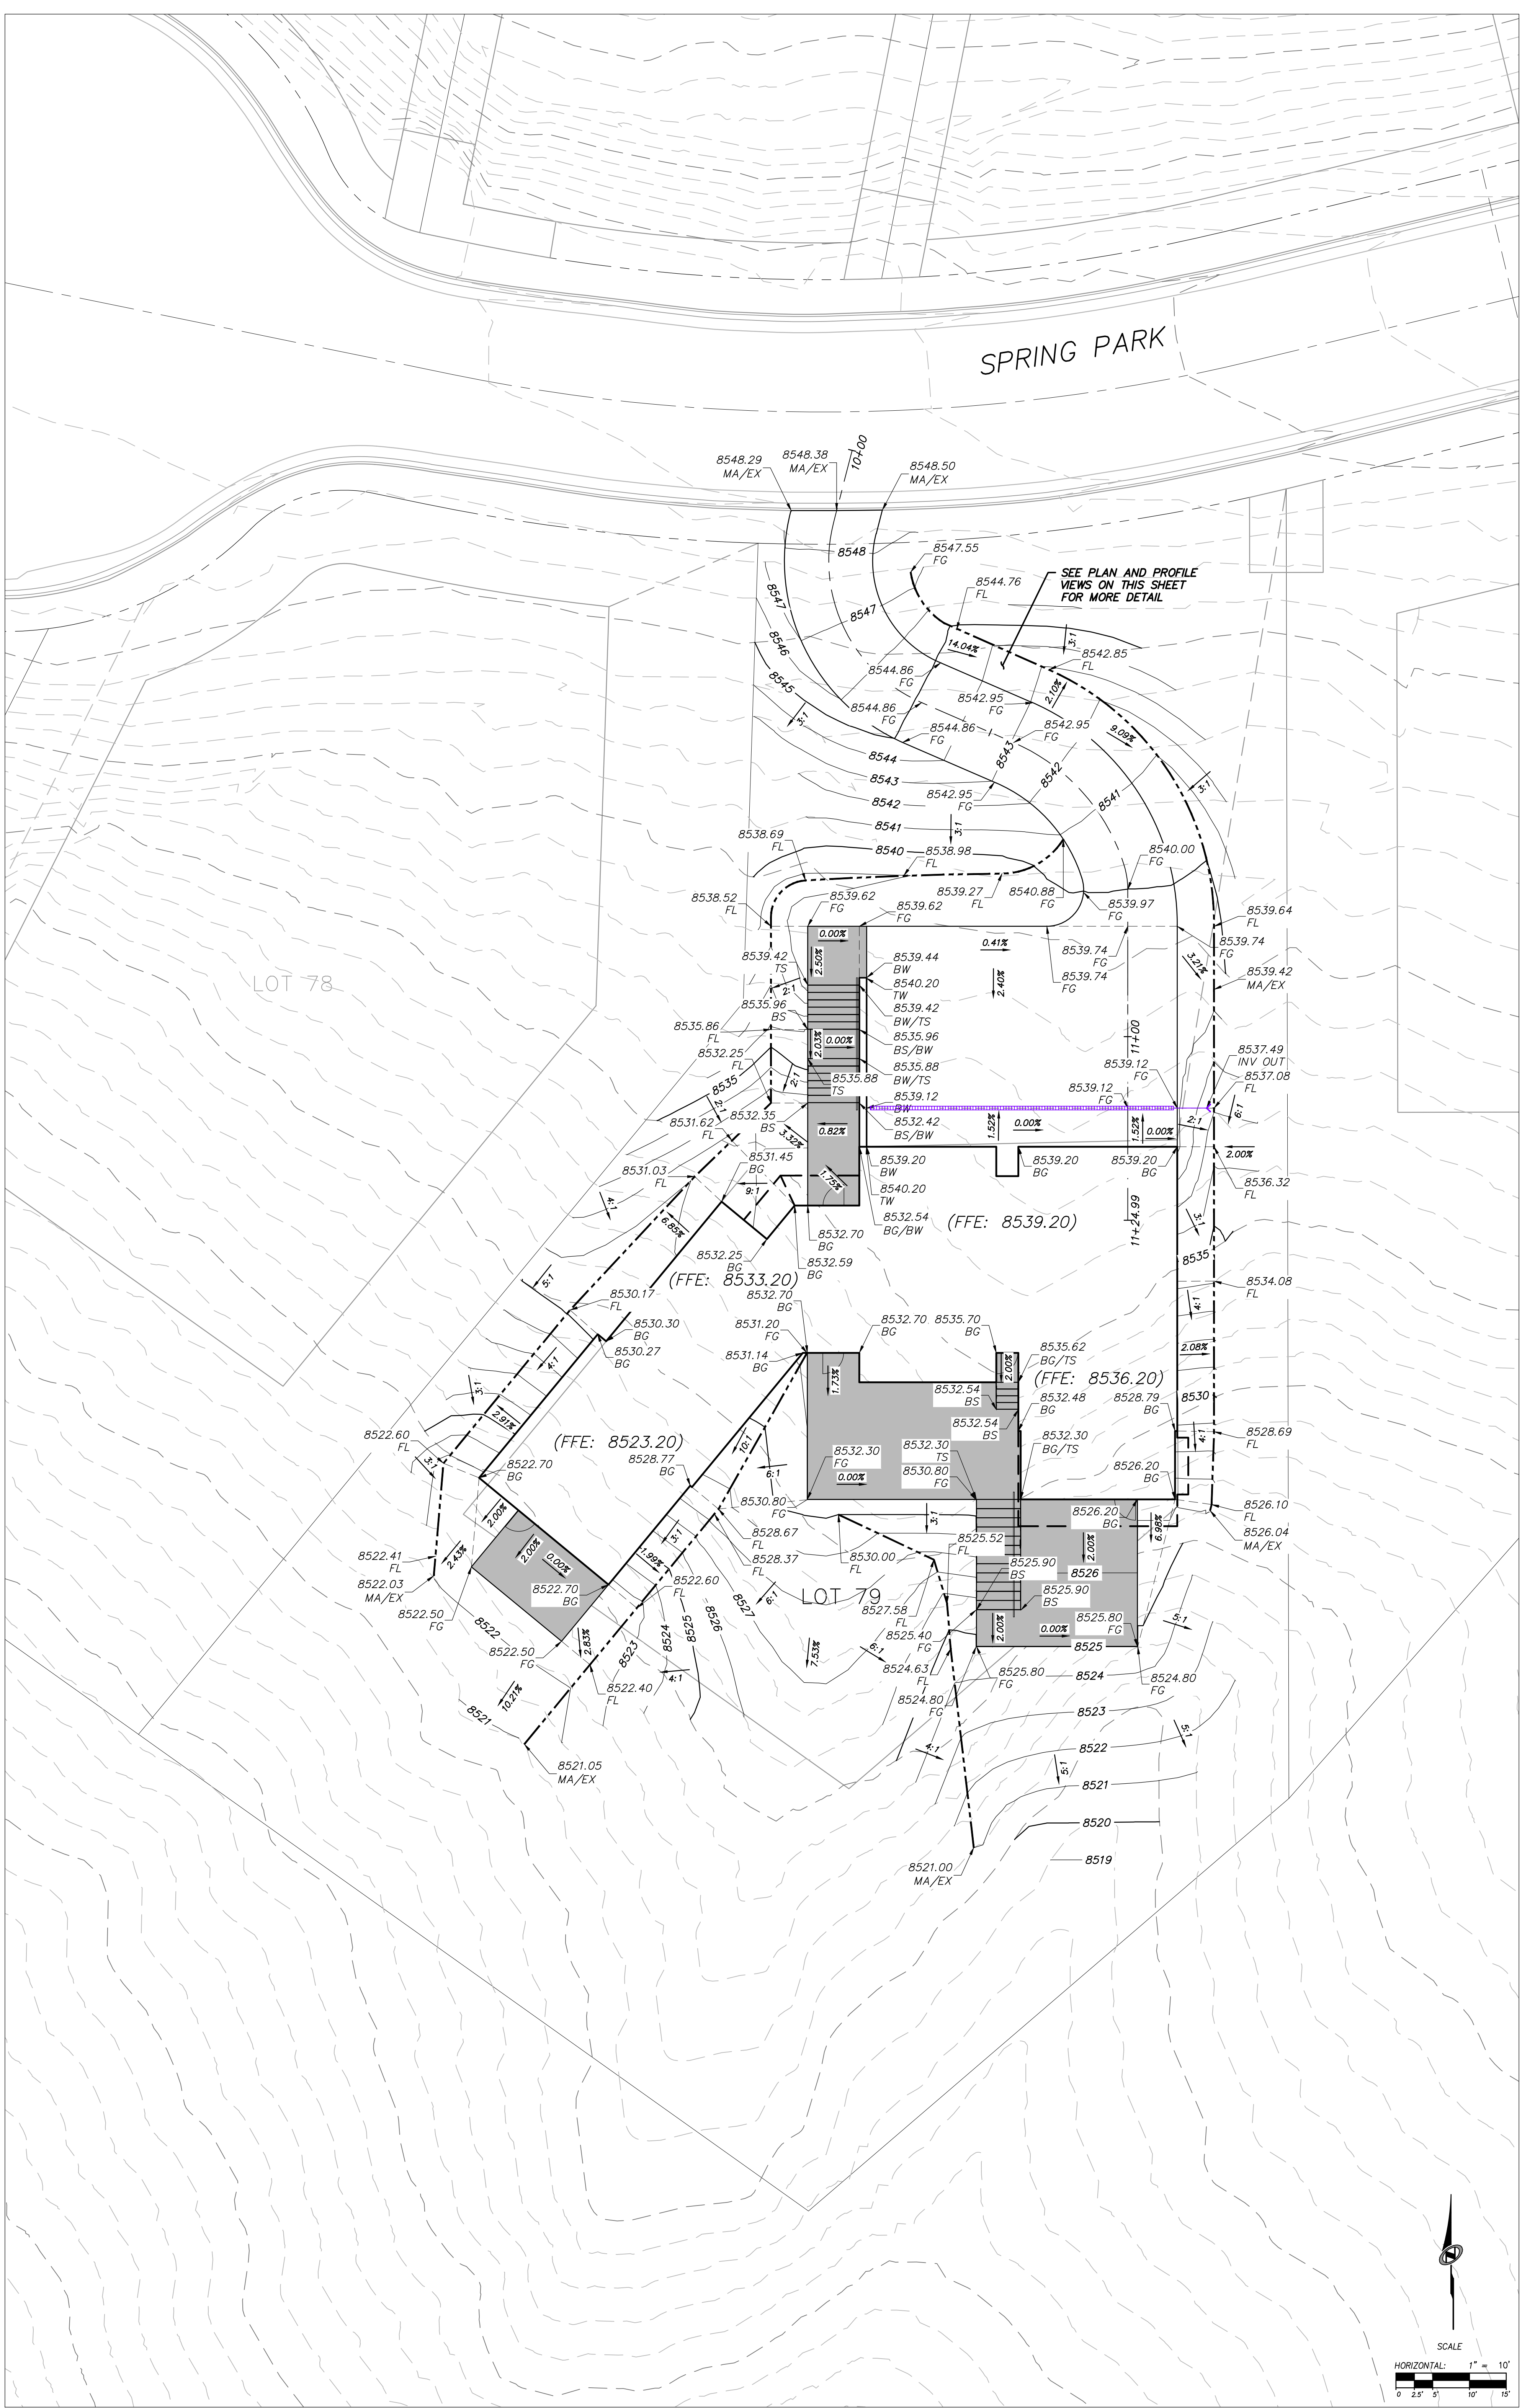 SPRING PARK
10+00
8548.29
MA/EX
8548.38
MA/EX
8548.50
MA/EX
8548
8547.55
FG
8547
8547
8544.76
FL
SEE PLAN AND PROFILE
VIEWS ON THIS SHEET
FOR MORE DETAIL
14.04%
3:1
8546
8542.85
FL
8545
8544.86
FG
8542.95
FG
2.10%
8544.86
FG
3:1
8544.86
FG
8542.95
FG
9.09%
8544
8543
8543
8542
8542.95
FG
8542
8541
3:1
8541
3:1
8538.69
FL
8540
8538.98
FL
8540.00
FG
8539.62
FG
8539.62
FG
8539.27
FL
8540.88
FG
8539.97
FG
8538.52
FL
8539.64
FL
0.00%
0.41%
8539.74
FG
8539.74
FG
8539.74
FG
3.21%
8539.42
TS
2.50%
8539.44
BW
2.40%
8539.42
MA/EX
LOT 78
2:1
8540.20
TW
8535.96
BS
8539.42
BW/TS
8535.86
FL
2.03%
0.00%
8535.96
BS/BW
11+00
8537.49
INV OUT
8532.25
FL
8535.88
BW/TS
8539.12
FG
8537.08
FL
8535
2:1
2:1
8535.88
TS
8539.12
FG
8539.12
BW
8532.35
BS
8532.42
BS/BW
6:1
2:1
8531.62
FL
3.32%
0.82%
1.52%
0.00%
1.52%
0.00%
2.00%
8531.45
BG
8539.20
BW
8539.20
BG
8539.20
BG
8531.03
FL
9:1
1.75%
8540.20
TW
8536.32
FL
4:1
6.85%
8532.54
BG/BW
(FFE: 8539.20)
11+24.99
3:1
8532.70
BG
8532.25
BG
8532.59
BG
8535
(FFE: 8533.20)
5:1
8530.17
FL
8532.70
BG
8534.08
FL
8530.30
BG
8531.20
FG
8532.70
BG
8535.70
BG
4:1
8530.27
BG
8531.14
BG
8535.62
BG/TS
2.08%
4:1
1.73%
2.00%
(FFE: 8536.20)
3:1
8532.54
BS
8532.48
BG
8528.79
BG
8530
2.91%
8532.54
BS
8522.60
FL
(FFE: 8523.20)
10:1
8532.30
FG
8532.30
TS
8532.30
BG/TS
4:1
8528.69
FL
3:1
8522.70
BG
8528.77
BG
6:1
0.00%
8530.80
FG
8526.20
BG
8530.80
FG
8526.20
BG
8526.10
FL
2.00%
3:1
8528.67
FL
3:1
8525.52
FL
6.98%
8526.04
MA/EX
2.43%
2.00%
0.00%
1.99%
8528.37
FL
8530.00
FL
8525.90
BS
2.00%
8526
8522.41
FL
8522.70
BG
8522.60
FL
6:1
LOT 79
8525.90
BS
8522.03
MA/EX
8527
8527.58
FL
8522.50
FG
8522
8526
8525
8524
8525.40
FG
2.00%
0.00%
8525.80
FG
5:1
8522.50
FG
2.83%
8523
7.53%
6:1
8525
8524.63
FL
8525.80
FG
8524
8524.80
FG
10.21%
8522.40
FL
4:1
8524.80
FG
8521
8523
5:1
4:1
8522
8521.05
MA/EX
5:1
8521
8520
8521.00
MA/EX
8519
N
SCALE
HORIZONTAL: 1" = 10'
0 2.5' 5' 10' 15'